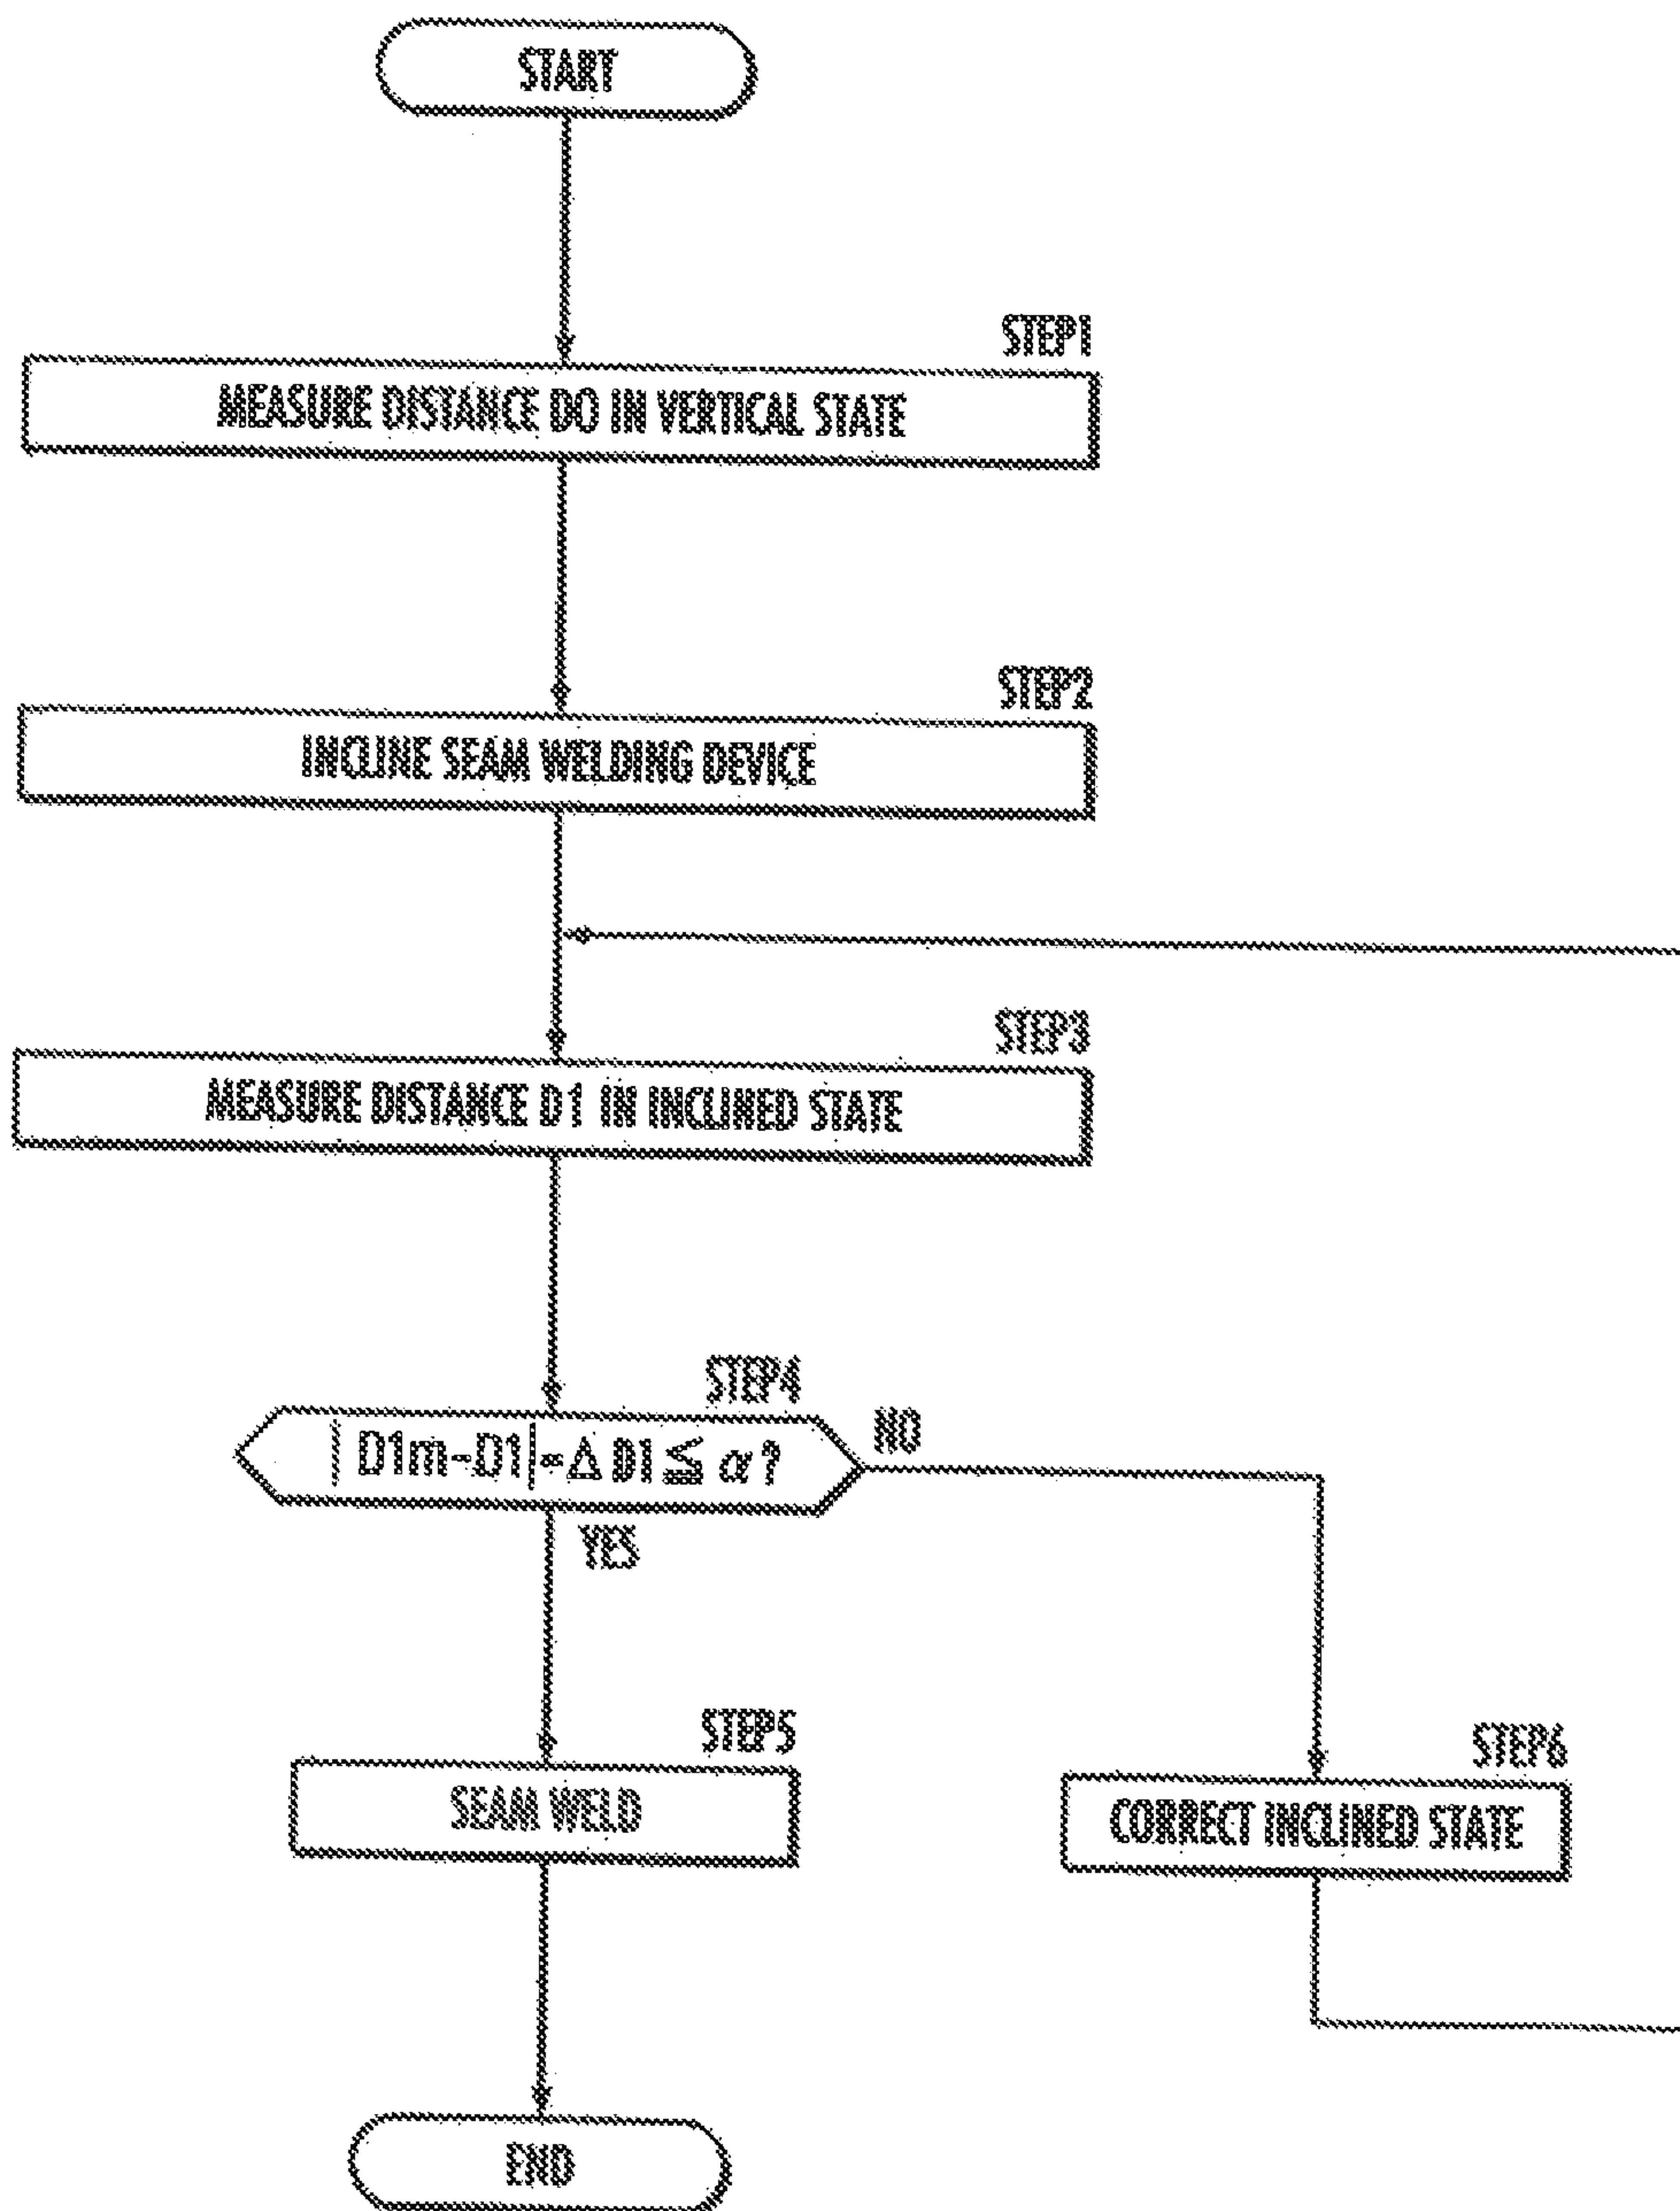 START
STEP1
MEASURE DISTANCE D0 IN VERTICAL STATE
STEP2
INCLINE SEAM WELDING DEVICE
STEP3
MEASURE DISTANCE D1 IN INCLINED STATE
STEP4
|D1m-D1|=ΔD1≦α?
NO
YES
STEP5
SEAM WELD
STEP6
CORRECT INCLINED STATE
END